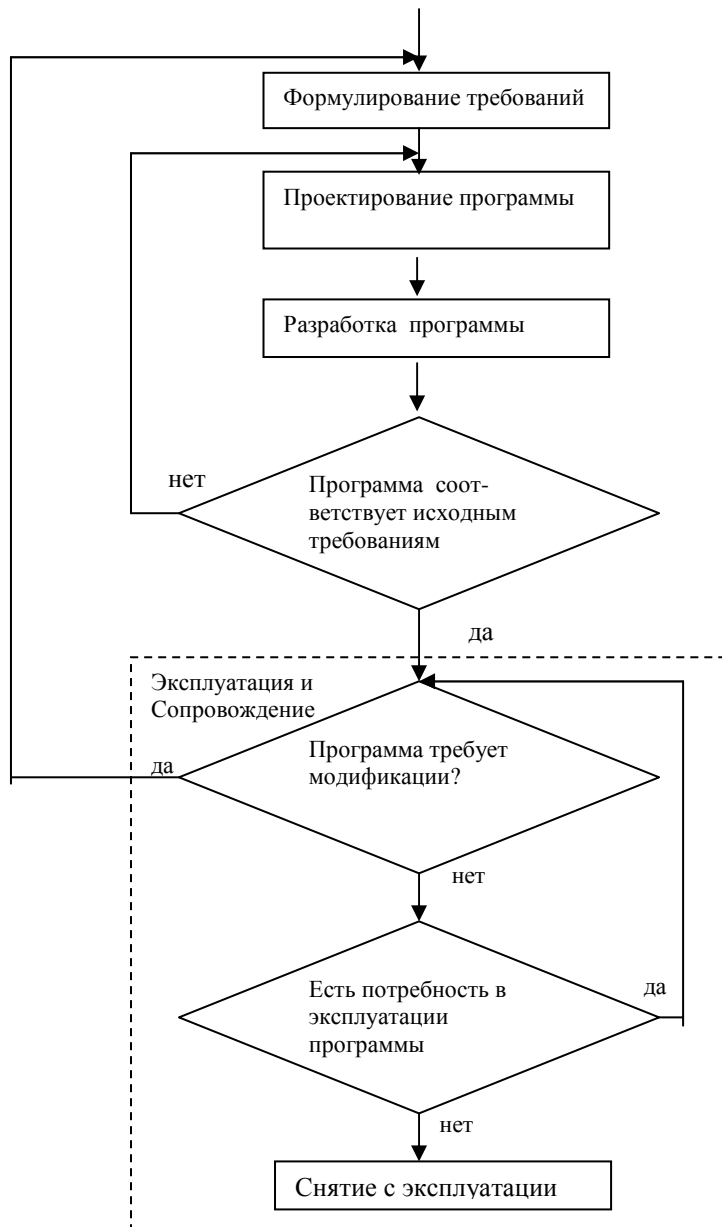 Формулирование требований
Проектирование программы
Разработка программы
нет
Программа соот-
ветствует исходным
требованиям
да
Эксплуатация и
Сопровождение
Программа требует
модификации?
да
нет
Есть потребность в
эксплуатации
программы
да
нет
Снятие с эксплуатации